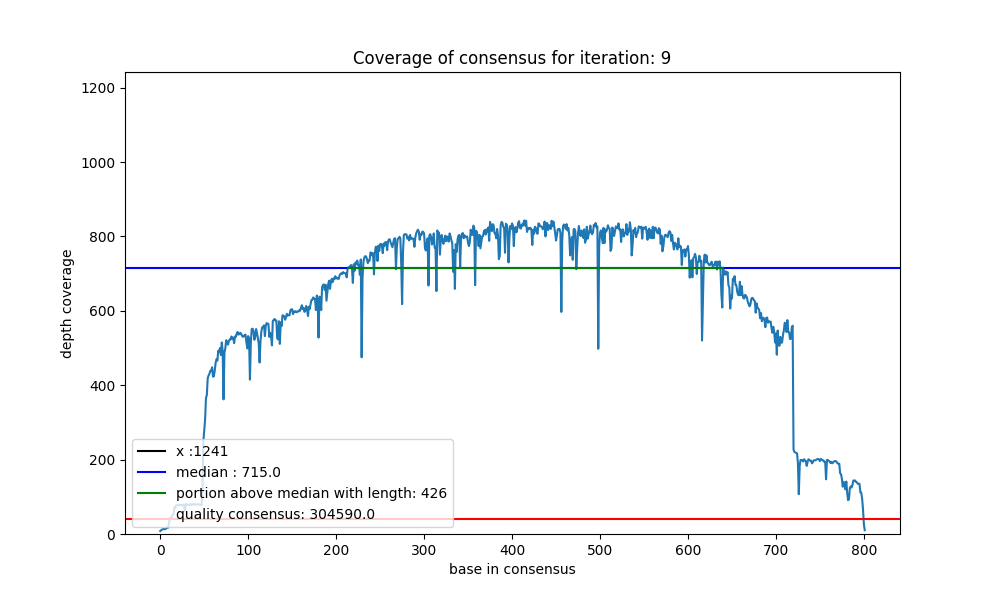 Coverage of consensus for iteration: 9
1200
1000
800
600
400
200
0
depth coverage
x :1241
median : 715.0
portion above median with length: 426
quality consensus: 304590.0
0 100 200 300 400 500 600 700 800
base in consensus